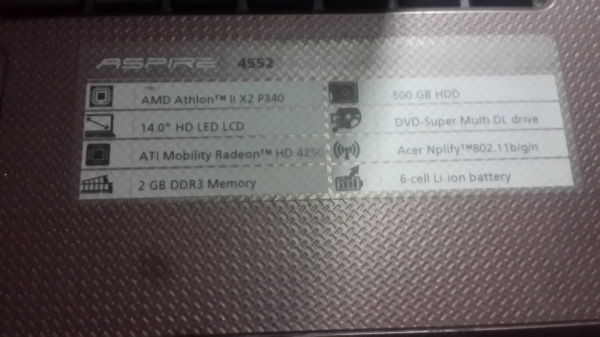 ASPIRE 4552
AMD Athlon™ II X2 P340
14.0" HD LED LCD
ATI Mobility Radeon™ HD 4250
2 GB DDR3 Memory
500 GB HDD
DVD-Super Multi DL drive
Acer Nplify™802.11b/g/n
6-cell Li-ion battery